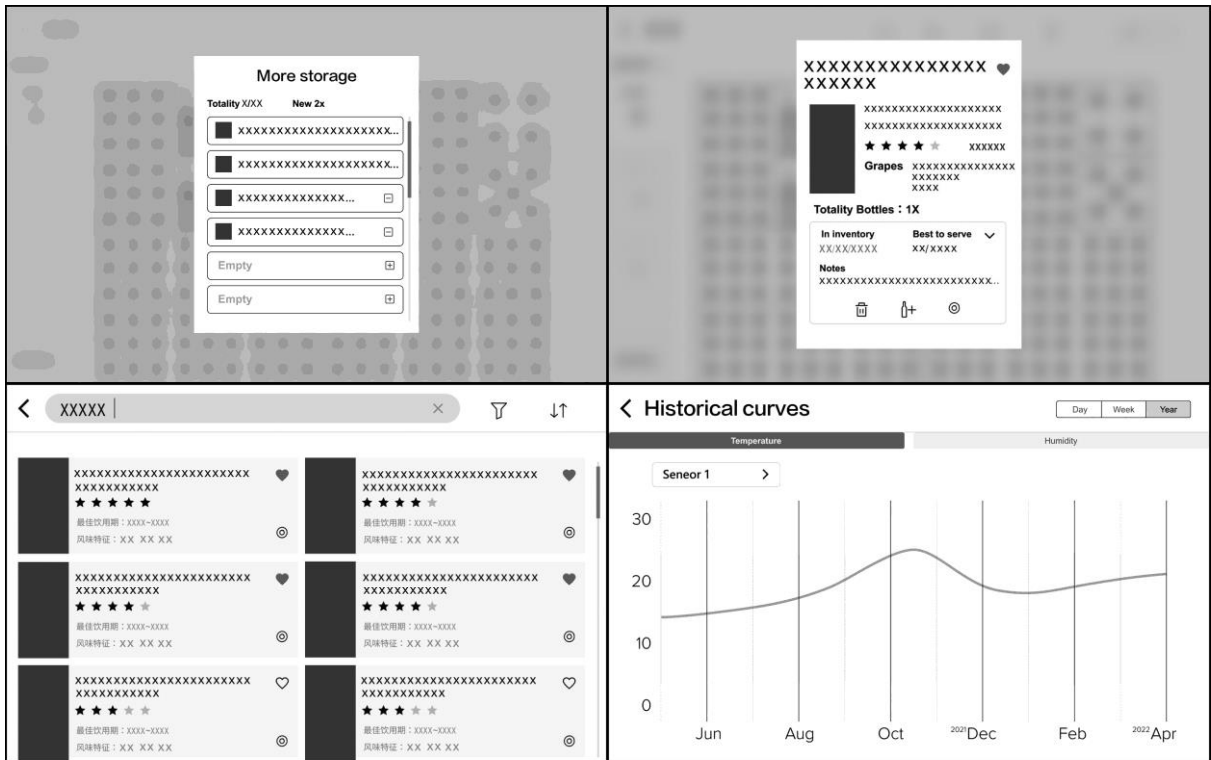 More storage
Totality X/XX New 2x
XXXXXXXXXXXXXXXXXXXXX...
XXXXXXXXXXXXXXXXXXXXX...
XXXXXXXXXXXXXXX...
XXXXXXXXXXXXXXX...
Empty
Empty
XXXXXXXXXXXXXXX
XXXXXX
XXXXXXXXXXXXXXXXXXXX
XXXXXXXXXXXXXXXXXXXX
XXXXXX
Grapes XXXXXXXXXXXXXXX
XXXXXXX
XXXX
Totality Bottles：1X
In inventory Best to serve
XX/XX/XXXX XX/XXXX
Notes
XXXXXXXXXXXXXXXXXXXXXXXXX...
XXXXX
XXXXXXXXXXXXXXXXXXXXXXX
XXXXXXXXXXX
最佳饮用期：XXXX~XXXX
风味特征：XX XX XX
XXXXXXXXXXXXXXXXXXXXXXX
XXXXXXXXXXX
最佳饮用期：XXXX~XXXX
风味特征：XX XX XX
XXXXXXXXXXXXXXXXXXXXXXX
XXXXXXXXXXX
最佳饮用期：XXXX~XXXX
风味特征：XX XX XX
XXXXXXXXXXXXXXXXXXXXXXX
XXXXXXXXXXX
最佳饮用期：XXXX~XXXX
风味特征：XX XX XX
XXXXXXXXXXXXXXXXXXXXXXX
XXXXXXXXXXX
最佳饮用期：XXXX~XXXX
风味特征：XX XX XX
XXXXXXXXXXXXXXXXXXXXXXX
XXXXXXXXXXX
最佳饮用期：XXXX~XXXX
风味特征：XX XX XX
Historical curves
Day Week Year
Temperature Humidity
Seneor 1
30
20
10
0
Jun Aug Oct 2021Dec Feb 2022Apr